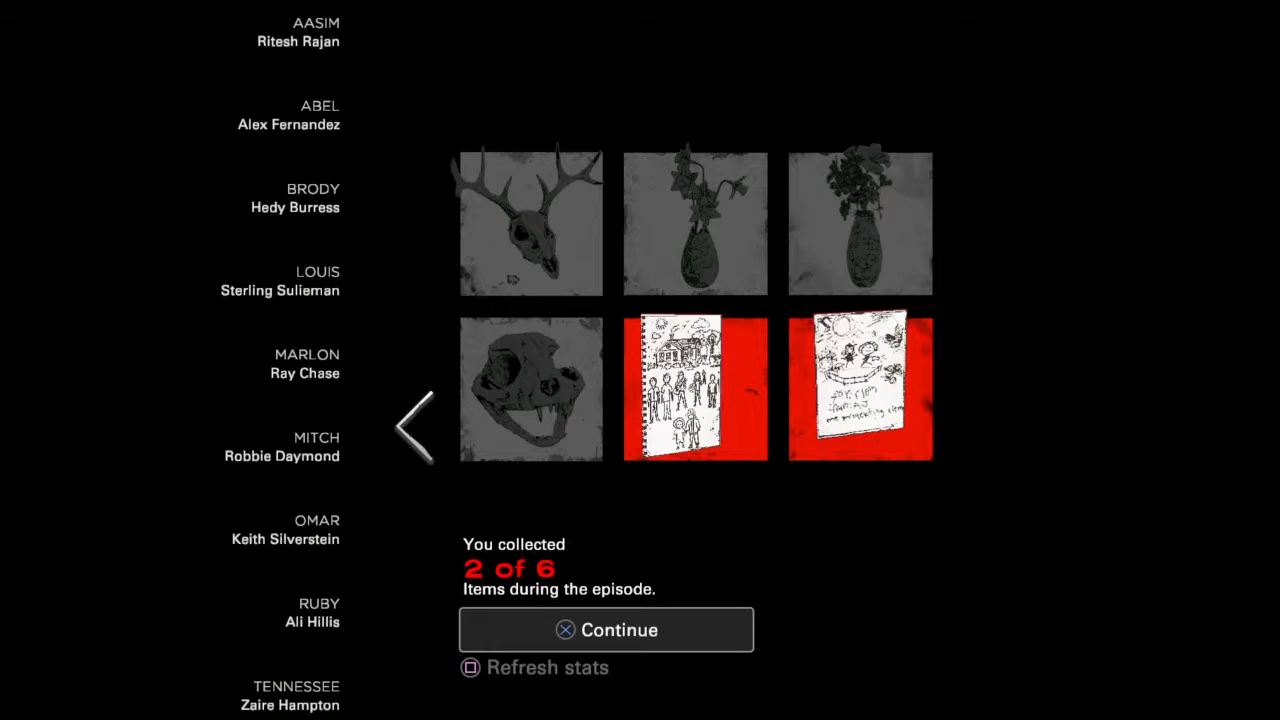 AASIM
Ritesh Rajan
ABEL
Alex Fernandez
BRODY
Hedy Burress
LOUIS
Sterling Sulieman
MARLON
Ray Chase
MITCH
Robbie Daymond
OMAR
Keith Silverstein
RUBY
Ali Hillis
TENNESSEE
Zaire Hampton
You collected
2 of 6
Items during the episode.
Continue
Refresh stats